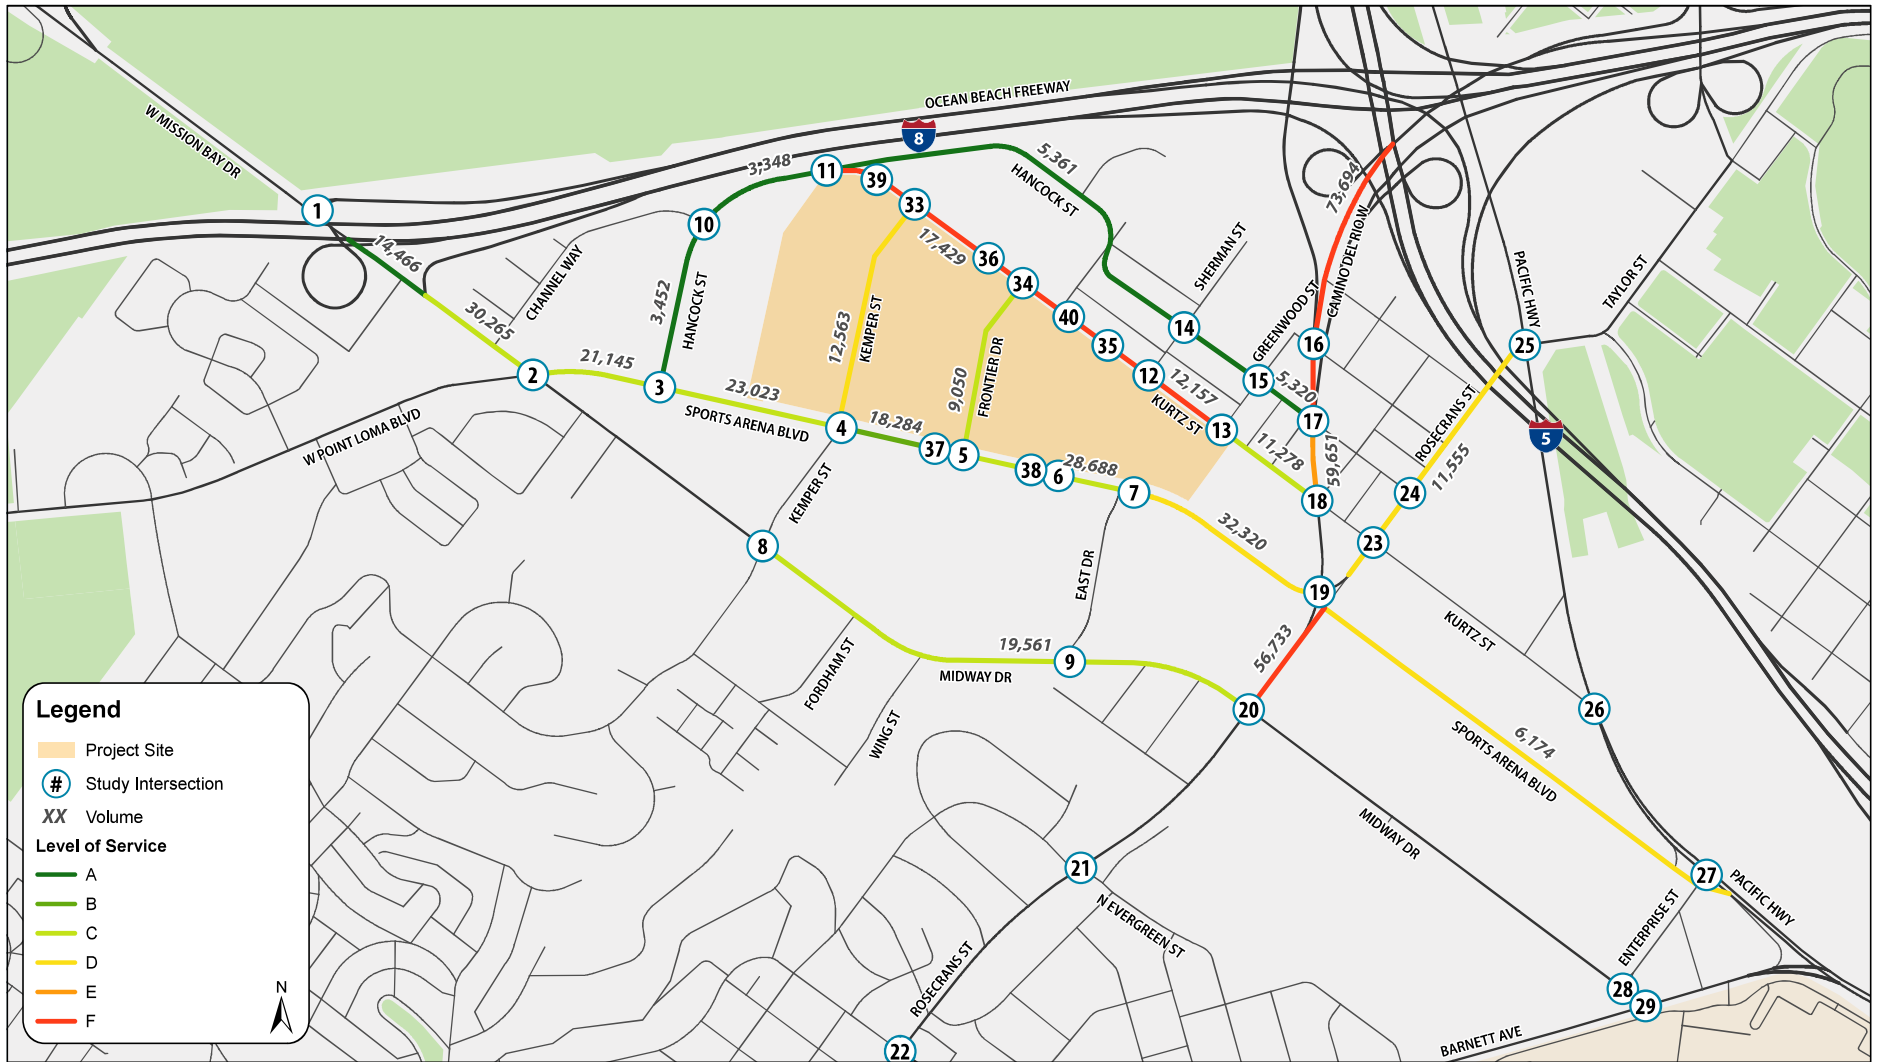 OCEAN BEACH FREEWAY
W MISSION BAY DR
8
3,348
11
5,361
HANCOCK ST
39
73,694
1
10
33
SHERMAN ST
CAMINO DEL RIO W
14,466
17,429
36
PACIFIC HWY
TAYLOR ST
CHANNEL WAY
34
3,452
HANCOCK ST
30,265
12,563
KEMPER ST
40
14
GREENWOOD ST
35
16
25
21,145
FRONTIER DR
9,050
2
3
23,023
12
12,157
15
5,320
SPORTS ARENA BLVD
KURTZ ST
ROSECRANS ST
W POINT LOMA BLVD
4
18,284
13
17
5
37
5
11,278
59,651
11,555
38
6
28,688
7
24
18
KEMPER ST
32,320
8
23
EAST DR
19
KURTZ ST
FORDHAM ST
19,561
9
56,733
MIDWAY DR
WING ST
20
26
6,174
SPORTS ARENA BLVD
MIDWAY DR
21
27
PACIFIC HWY
N EVERGREEN ST
ENTERPRISE ST
ROSECRANS ST
28
29
22
BARNETT AVE
Legend
Project Site
# Study Intersection
XX Volume
Level of Service
A
B
C
D
E
F
N